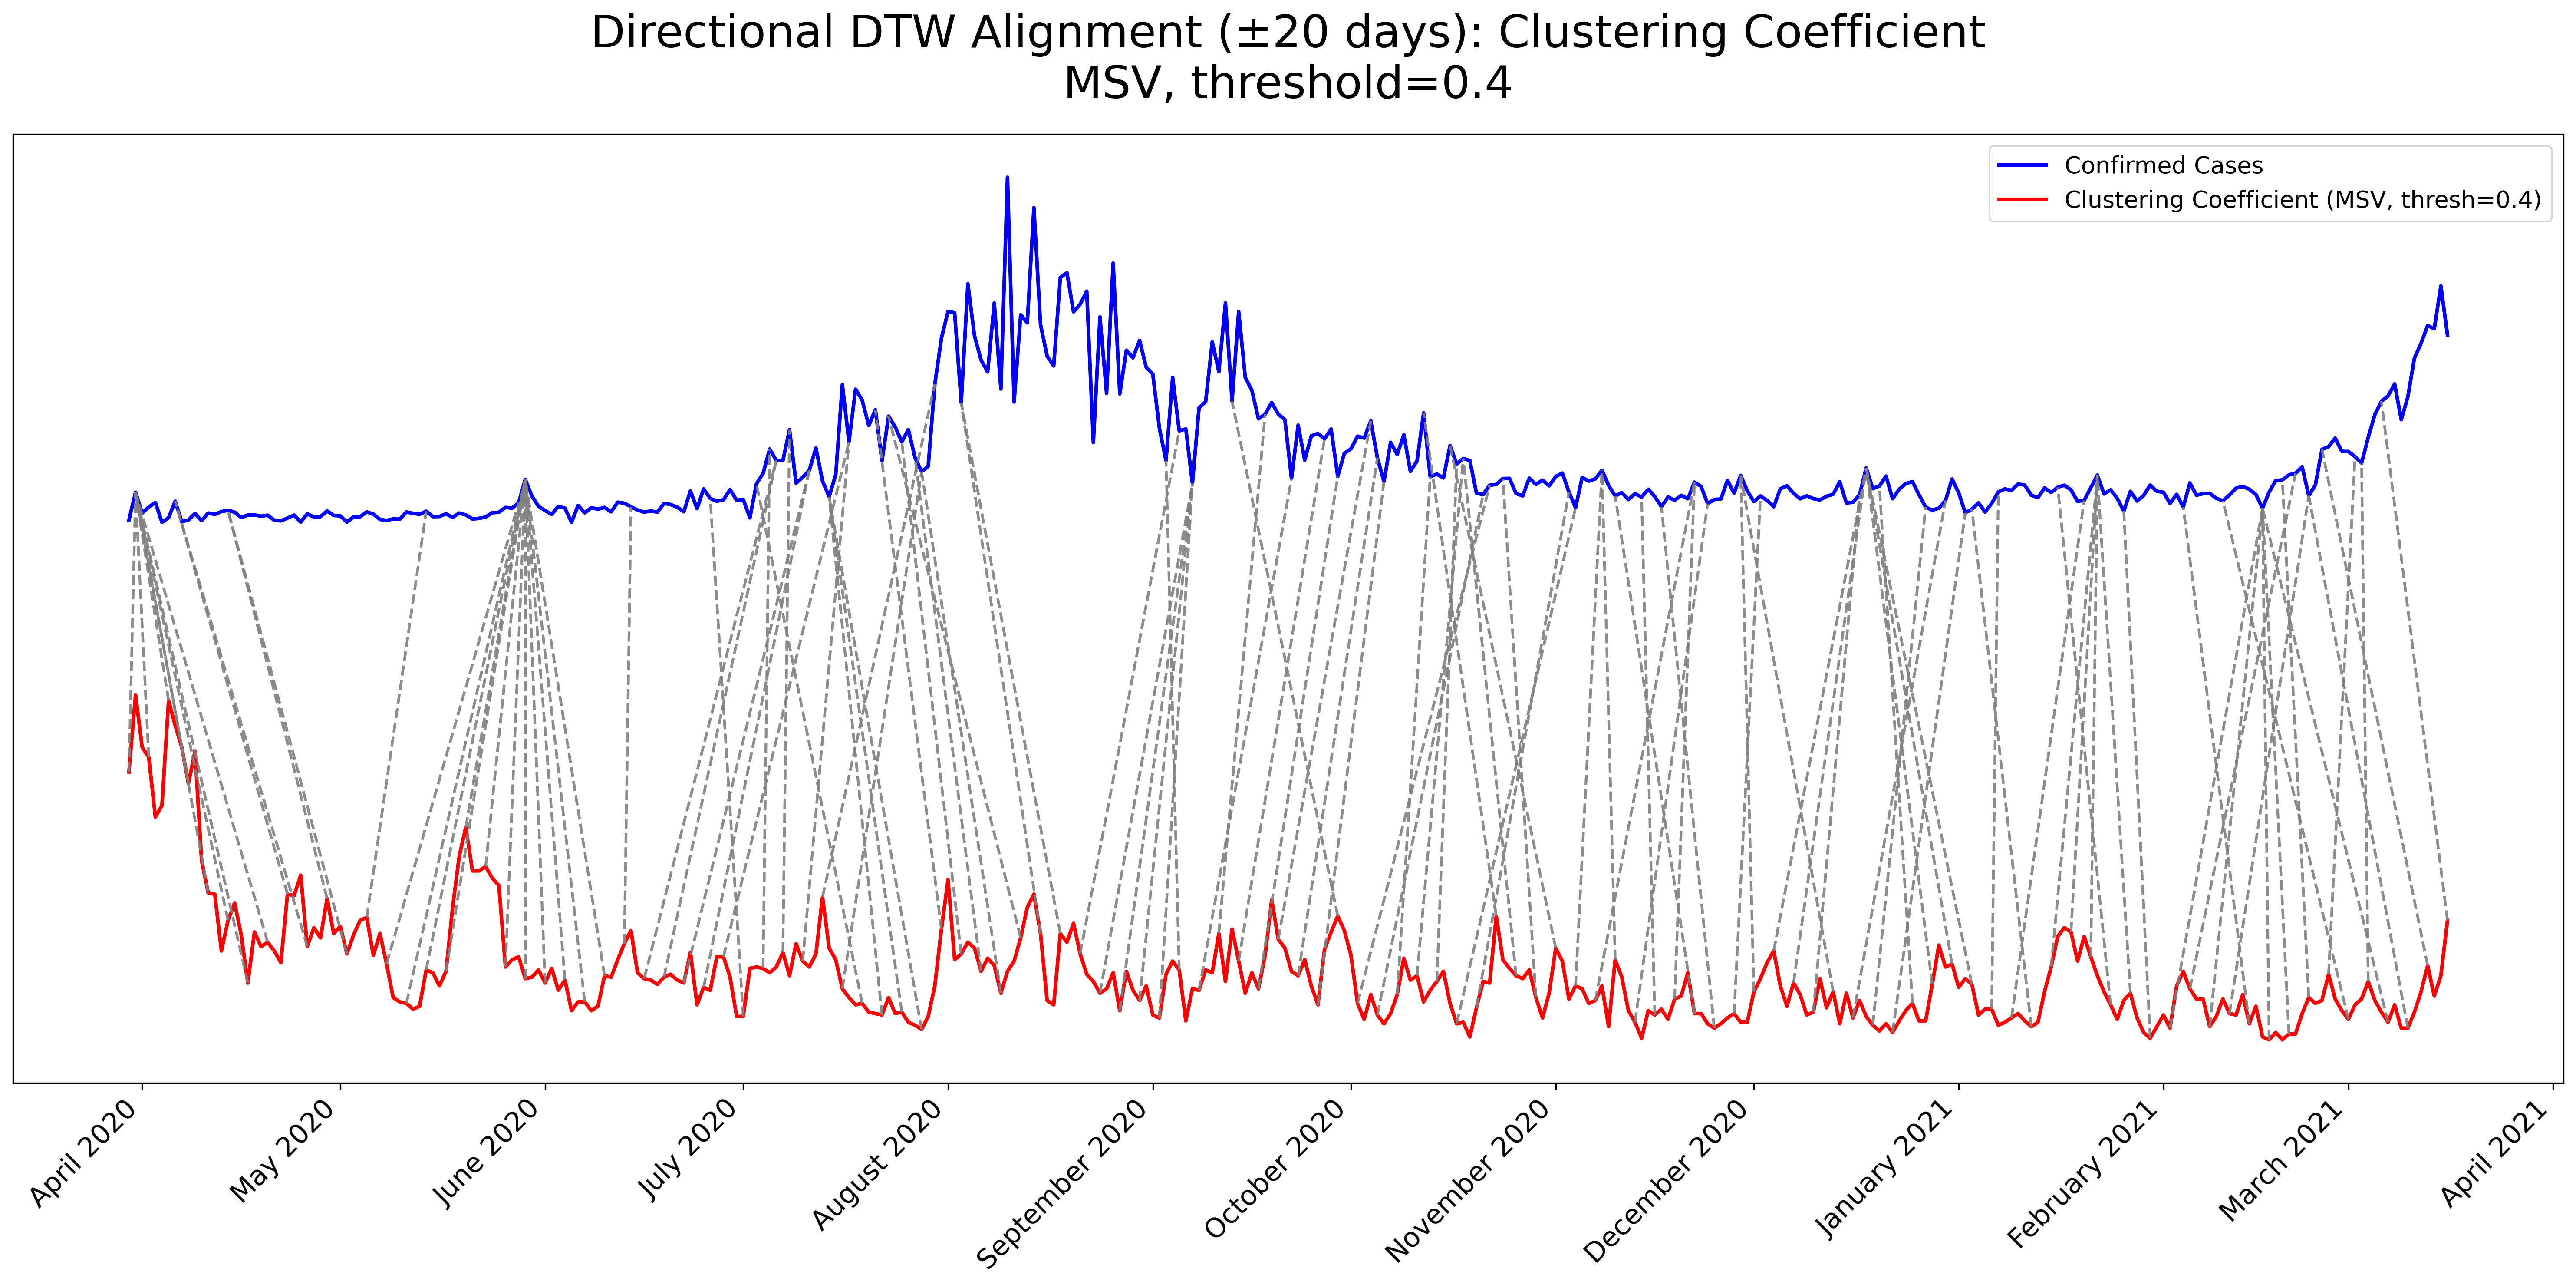 Directional DTW Alignment (±20 days): Clustering Coefficient
MSV, threshold=0.4
Confirmed Cases
Clustering Coefficient (MSV, thresh=0.4)
April 2020
May 2020
June 2020
July 2020
August 2020
September 2020
October 2020
November 2020
December 2020
January 2021
February 2021
March 2021
April 2021